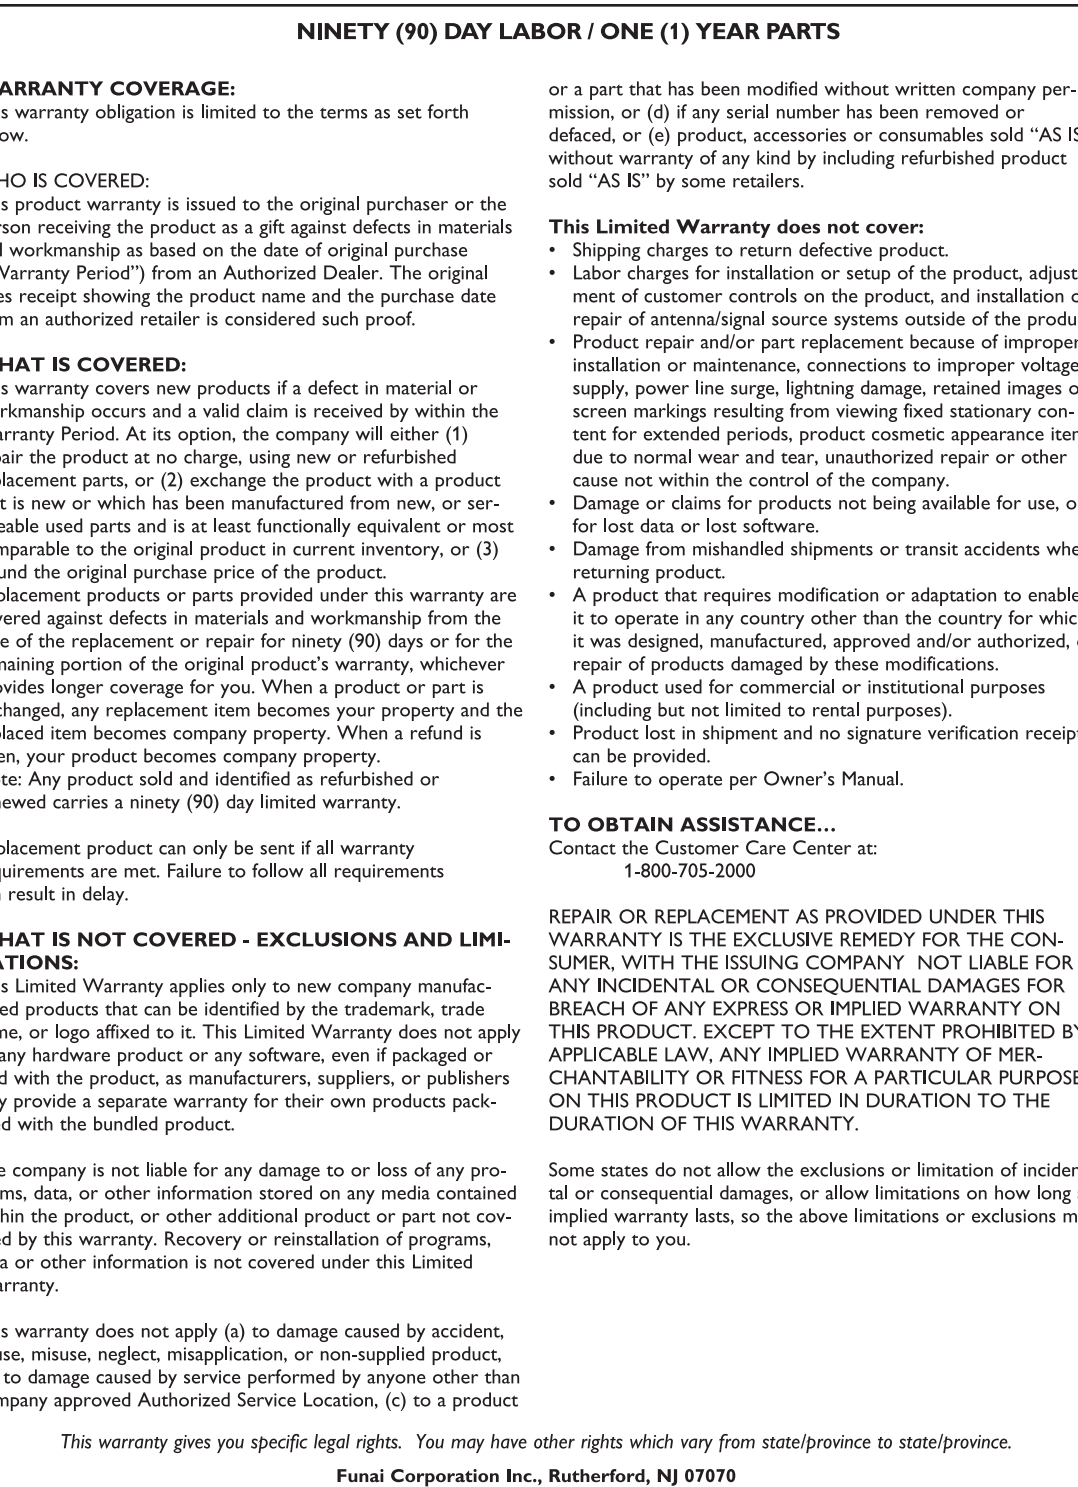 NINETY (90) DAY LABOR / ONE (1) YEAR PARTS
ARRANTY COVERAGE:
s warranty obligation is limited to the terms as set forth
ow.
HO IS COVERED:
s product warranty is issued to the original purchaser or the
rson receiving the product as a gift against defects in materials
d workmanship as based on the date of original purchase
Warranty Period”) from an Authorized Dealer. The original
es receipt showing the product name and the purchase date
m an authorized retailer is considered such proof.
HAT IS COVERED:
s warranty covers new products if a defect in material or
rkmanship occurs and a valid claim is received by within the
arranty Period. At its option, the company will either (1)
pair the product at no charge, using new or refurbished
placement parts, or (2) exchange the product with a product
t is new or which has been manufactured from new, or ser-
eable used parts and is at least functionally equivalent or most
mparable to the original product in current inventory, or (3)
und the original purchase price of the product.
placement products or parts provided under this warranty are
vered against defects in materials and workmanship from the
e of the replacement or repair for ninety (90) days or for the
maining portion of the original product’s warranty, whichever
ovides longer coverage for you. When a product or part is
changed, any replacement item becomes your property and the
placed item becomes company property. When a refund is
en, your product becomes company property.
te: Any product sold and identified as refurbished or
newed carries a ninety (90) day limited warranty.
placement product can only be sent if all warranty
quirements are met. Failure to follow all requirements
n result in delay.
HAT IS NOT COVERED - EXCLUSIONS AND LIMI-
ATIONS:
s Limited Warranty applies only to new company manufac-
ed products that can be identified by the trademark, trade
me, or logo affixed to it. This Limited Warranty does not apply
any hardware product or any software, even if packaged or
d with the product, as manufacturers, suppliers, or publishers
y provide a separate warranty for their own products pack-
d with the bundled product.
e company is not liable for any damage to or loss of any pro-
ms, data, or other information stored on any media contained
hin the product, or other additional product or part not cov-
ed by this warranty. Recovery or reinstallation of programs,
a or other information is not covered under this Limited
arranty.
s warranty does not apply (a) to damage caused by accident,
use, misuse, neglect, misapplication, or non-supplied product,
to damage caused by service performed by anyone other than
mpany approved Authorized Service Location, (c) to a product
or a part that has been modified without written company per-
mission, or (d) if any serial number has been removed or
defaced, or (e) product, accessories or consumables sold “AS IS
without warranty of any kind by including refurbished product
sold “AS IS” by some retailers.
This Limited Warranty does not cover:
• Shipping charges to return defective product.
• Labor charges for installation or setup of the product, adjust
ment of customer controls on the product, and installation o
repair of antenna/signal source systems outside of the produ
• Product repair and/or part replacement because of improper
installation or maintenance, connections to improper voltage
supply, power line surge, lightning damage, retained images o
screen markings resulting from viewing fixed stationary con-
tent for extended periods, product cosmetic appearance item
due to normal wear and tear, unauthorized repair or other
cause not within the control of the company.
• Damage or claims for products not being available for use, o
for lost data or lost software.
• Damage from mishandled shipments or transit accidents whe
returning product.
• A product that requires modification or adaptation to enable
it to operate in any country other than the country for whic
it was designed, manufactured, approved and/or authorized, o
repair of products damaged by these modifications.
• A product used for commercial or institutional purposes
(including but not limited to rental purposes).
• Product lost in shipment and no signature verification receip
can be provided.
• Failure to operate per Owner’s Manual.
TO OBTAIN ASSISTANCE...
Contact the Customer Care Center at:
1-800-705-2000
REPAIR OR REPLACEMENT AS PROVIDED UNDER THIS
WARRANTY IS THE EXCLUSIVE REMEDY FOR THE CON-
SUMER, WITH THE ISSUING COMPANY NOT LIABLE FOR
ANY INCIDENTAL OR CONSEQUENTIAL DAMAGES FOR
BREACH OF ANY EXPRESS OR IMPLIED WARRANTY ON
THIS PRODUCT. EXCEPT TO THE EXTENT PROHIBITED BY
APPLICABLE LAW, ANY IMPLIED WARRANTY OF MER-
CHANTABILITY OR FITNESS FOR A PARTICULAR PURPOSE
ON THIS PRODUCT IS LIMITED IN DURATION TO THE
DURATION OF THIS WARRANTY.
Some states do not allow the exclusions or limitation of inciden
tal or consequential damages, or allow limitations on how long
implied warranty lasts, so the above limitations or exclusions m
not apply to you.
This warranty gives you specific legal rights. You may have other rights which vary from state/province to state/province.
Funai Corporation Inc., Rutherford, NJ 07070